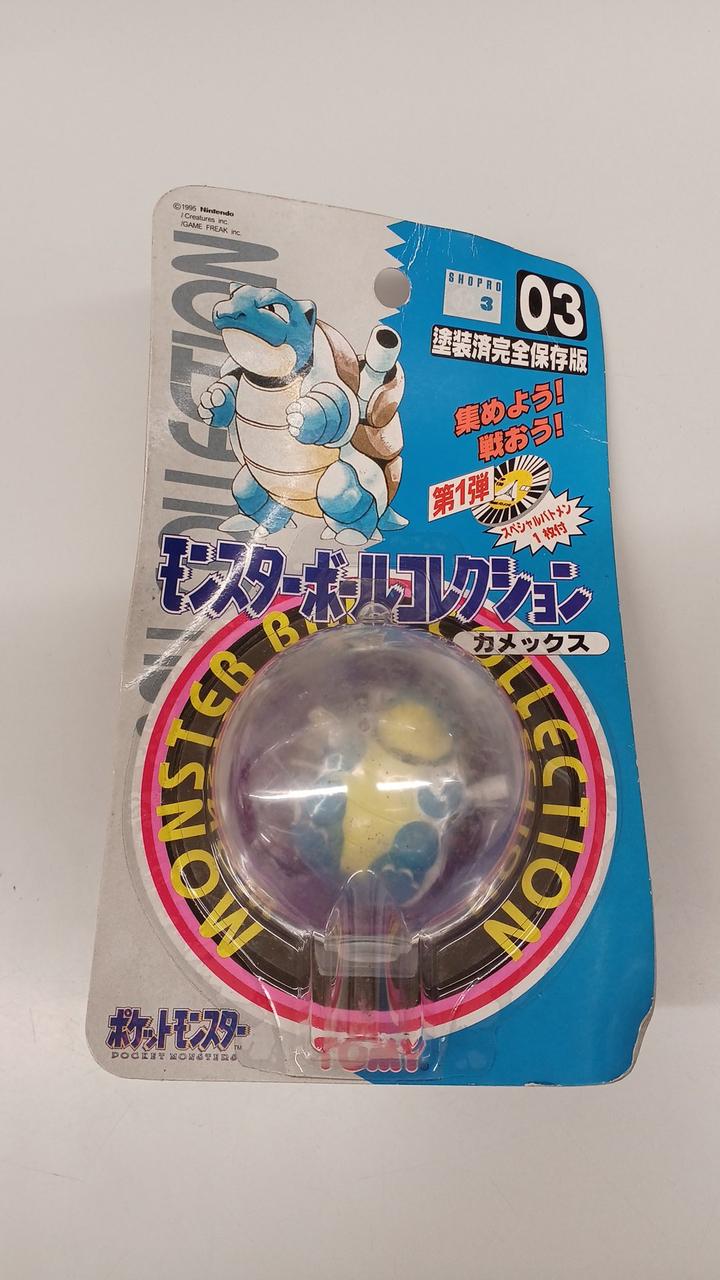 ©1995 Nintendo
/Creatures inc.
/GAME FREAK inc.
COLLECTION
SHOPRO
3
03
塗装済完全保存版
集めよう!
戦おう!
第1弾
スペシャルバトメン
1枚付
モンスターボールコレクション
カメックス
MONSTER BALL COLLECTION
ポケットモンスター™
POCKET MONSTERS
TOMY®